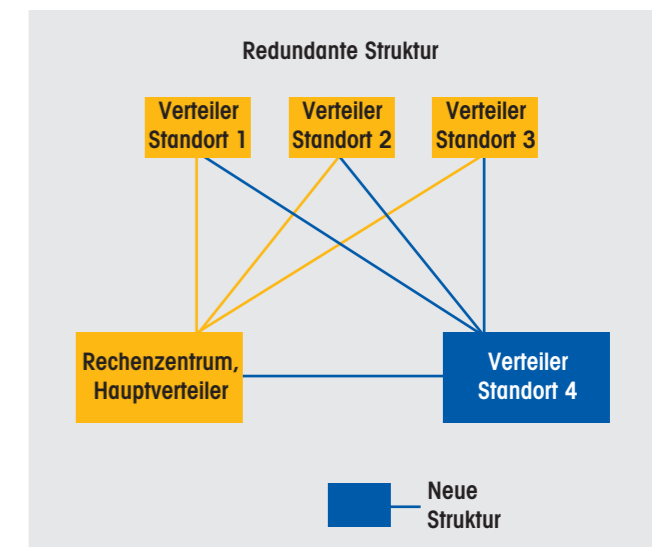 Redundante Struktur
Verteiler
Standort 1
Verteiler
Standort 2
Verteiler
Standort 3
Rechenzentrum,
Hauptverteiler
Verteiler
Standort 4
Neue
Struktur